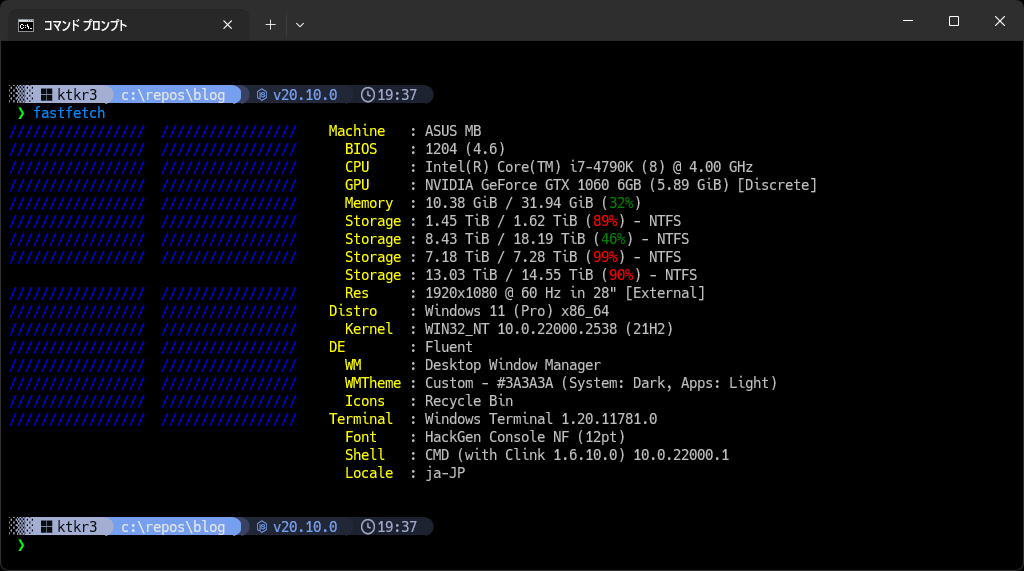 コマンド プロンプト
ktkr3 c:\repos\blog v20.10.0 19:37
❯ fastfetch
///////////////// ///////////////// Machine : ASUS MB
///////////////// ///////////////// BIOS : 1204 (4.6)
///////////////// ///////////////// CPU : Intel(R) Core(TM) i7-4790K (8) @ 4.00 GHz
///////////////// ///////////////// GPU : NVIDIA GeForce GTX 1060 6GB (5.89 GiB) [Discrete]
///////////////// ///////////////// Memory : 10.38 GiB / 31.94 GiB (32%)
///////////////// ///////////////// Storage : 1.45 TiB / 1.62 TiB (89%) - NTFS
///////////////// ///////////////// Storage : 8.43 TiB / 18.19 TiB (46%) - NTFS
///////////////// ///////////////// Storage : 7.18 TiB / 7.28 TiB (99%) - NTFS
Storage : 13.03 TiB / 14.55 TiB (90%) - NTFS
///////////////// ///////////////// Res : 1920x1080 @ 60 Hz in 28" [External]
///////////////// ///////////////// Distro : Windows 11 (Pro) x86_64
///////////////// ///////////////// Kernel : WIN32_NT 10.0.22000.2538 (21H2)
///////////////// ///////////////// DE : Fluent
///////////////// ///////////////// WM : Desktop Window Manager
///////////////// ///////////////// WMTheme : Custom - #3A3A3A (System: Dark, Apps: Light)
///////////////// ///////////////// Icons : Recycle Bin
///////////////// ///////////////// Terminal : Windows Terminal 1.20.11781.0
Font : HackGen Console NF (12pt)
Shell : CMD (with Clink 1.6.10.0) 10.0.22000.1
Locale : ja-JP
ktkr3 c:\repos\blog v20.10.0 19:37
❯